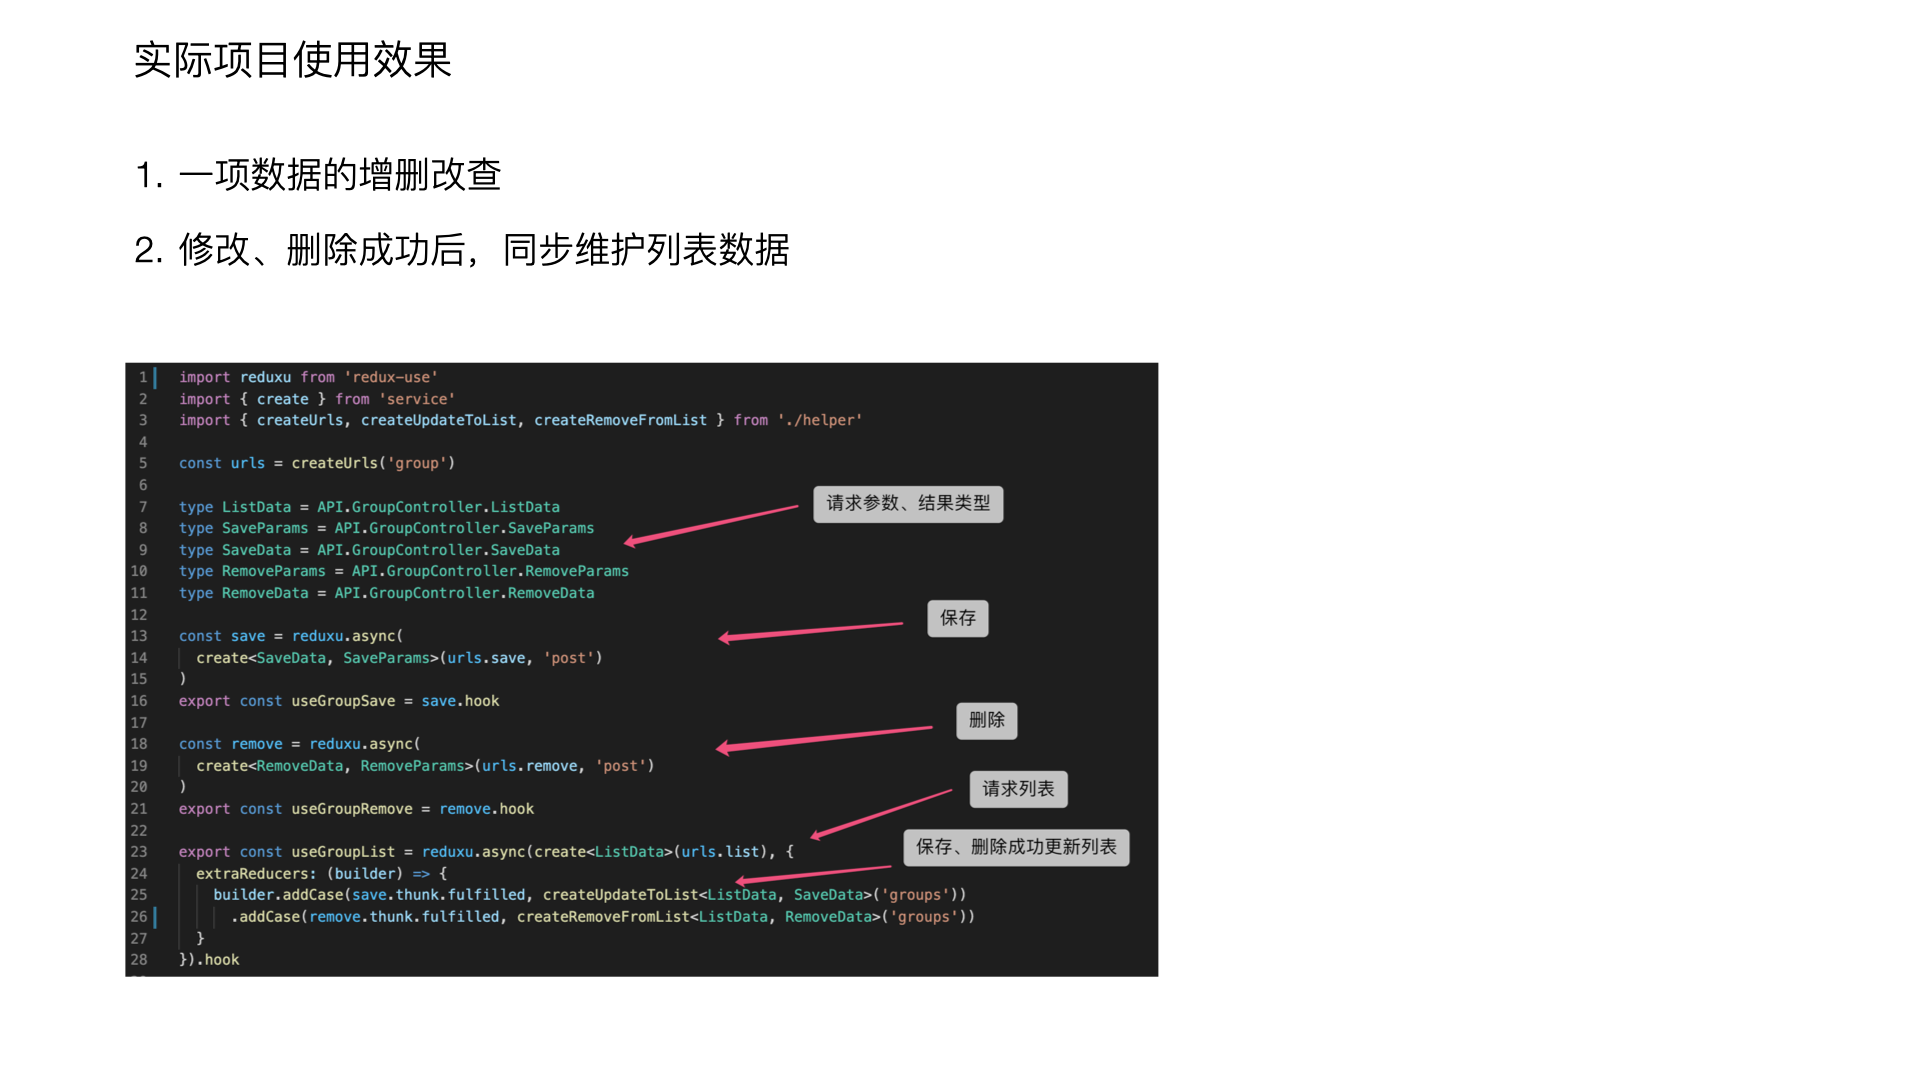 实际项目使用效果
1. 一项数据的增删改查
2. 修改、删除成功后，同步维护列表数据
1 import reduxu from 'redux-use'
2 import { create } from 'service'
3 import { createUrls, createUpdateToList, createRemoveFromList } from './helper'
4
5 const urls = createUrls('group')
6
请求参数、结果类型
7 type ListData = API.GroupController.ListData
8 type SaveParams = API.GroupController.SaveParams
9 type SaveData = API.GroupController.SaveData
10 type RemoveParams = API.GroupController.RemoveParams
11 type RemoveData = API.GroupController.RemoveData
12
保存
13 const save = reduxu.async(
14 create<SaveData, SaveParams>(urls.save, 'post')
15 )
16 export const useGroupSave = save.hook
17
删除
18 const remove = reduxu.async(
19 create<RemoveData, RemoveParams>(urls.remove, 'post')
20 )
请求列表
21 export const useGroupRemove = remove.hook
22
保存、删除成功更新列表
23 export const useGroupList = reduxu.async(create<ListData>(urls.list), {
24 extraReducers: (builder) => {
25 builder.addCase(save.thunk.fulfilled, createUpdateToList<ListData, SaveData>('groups'))
26 .addCase(remove.thunk.fulfilled, createRemoveFromList<ListData, RemoveData>('groups'))
27 }
28 }).hook